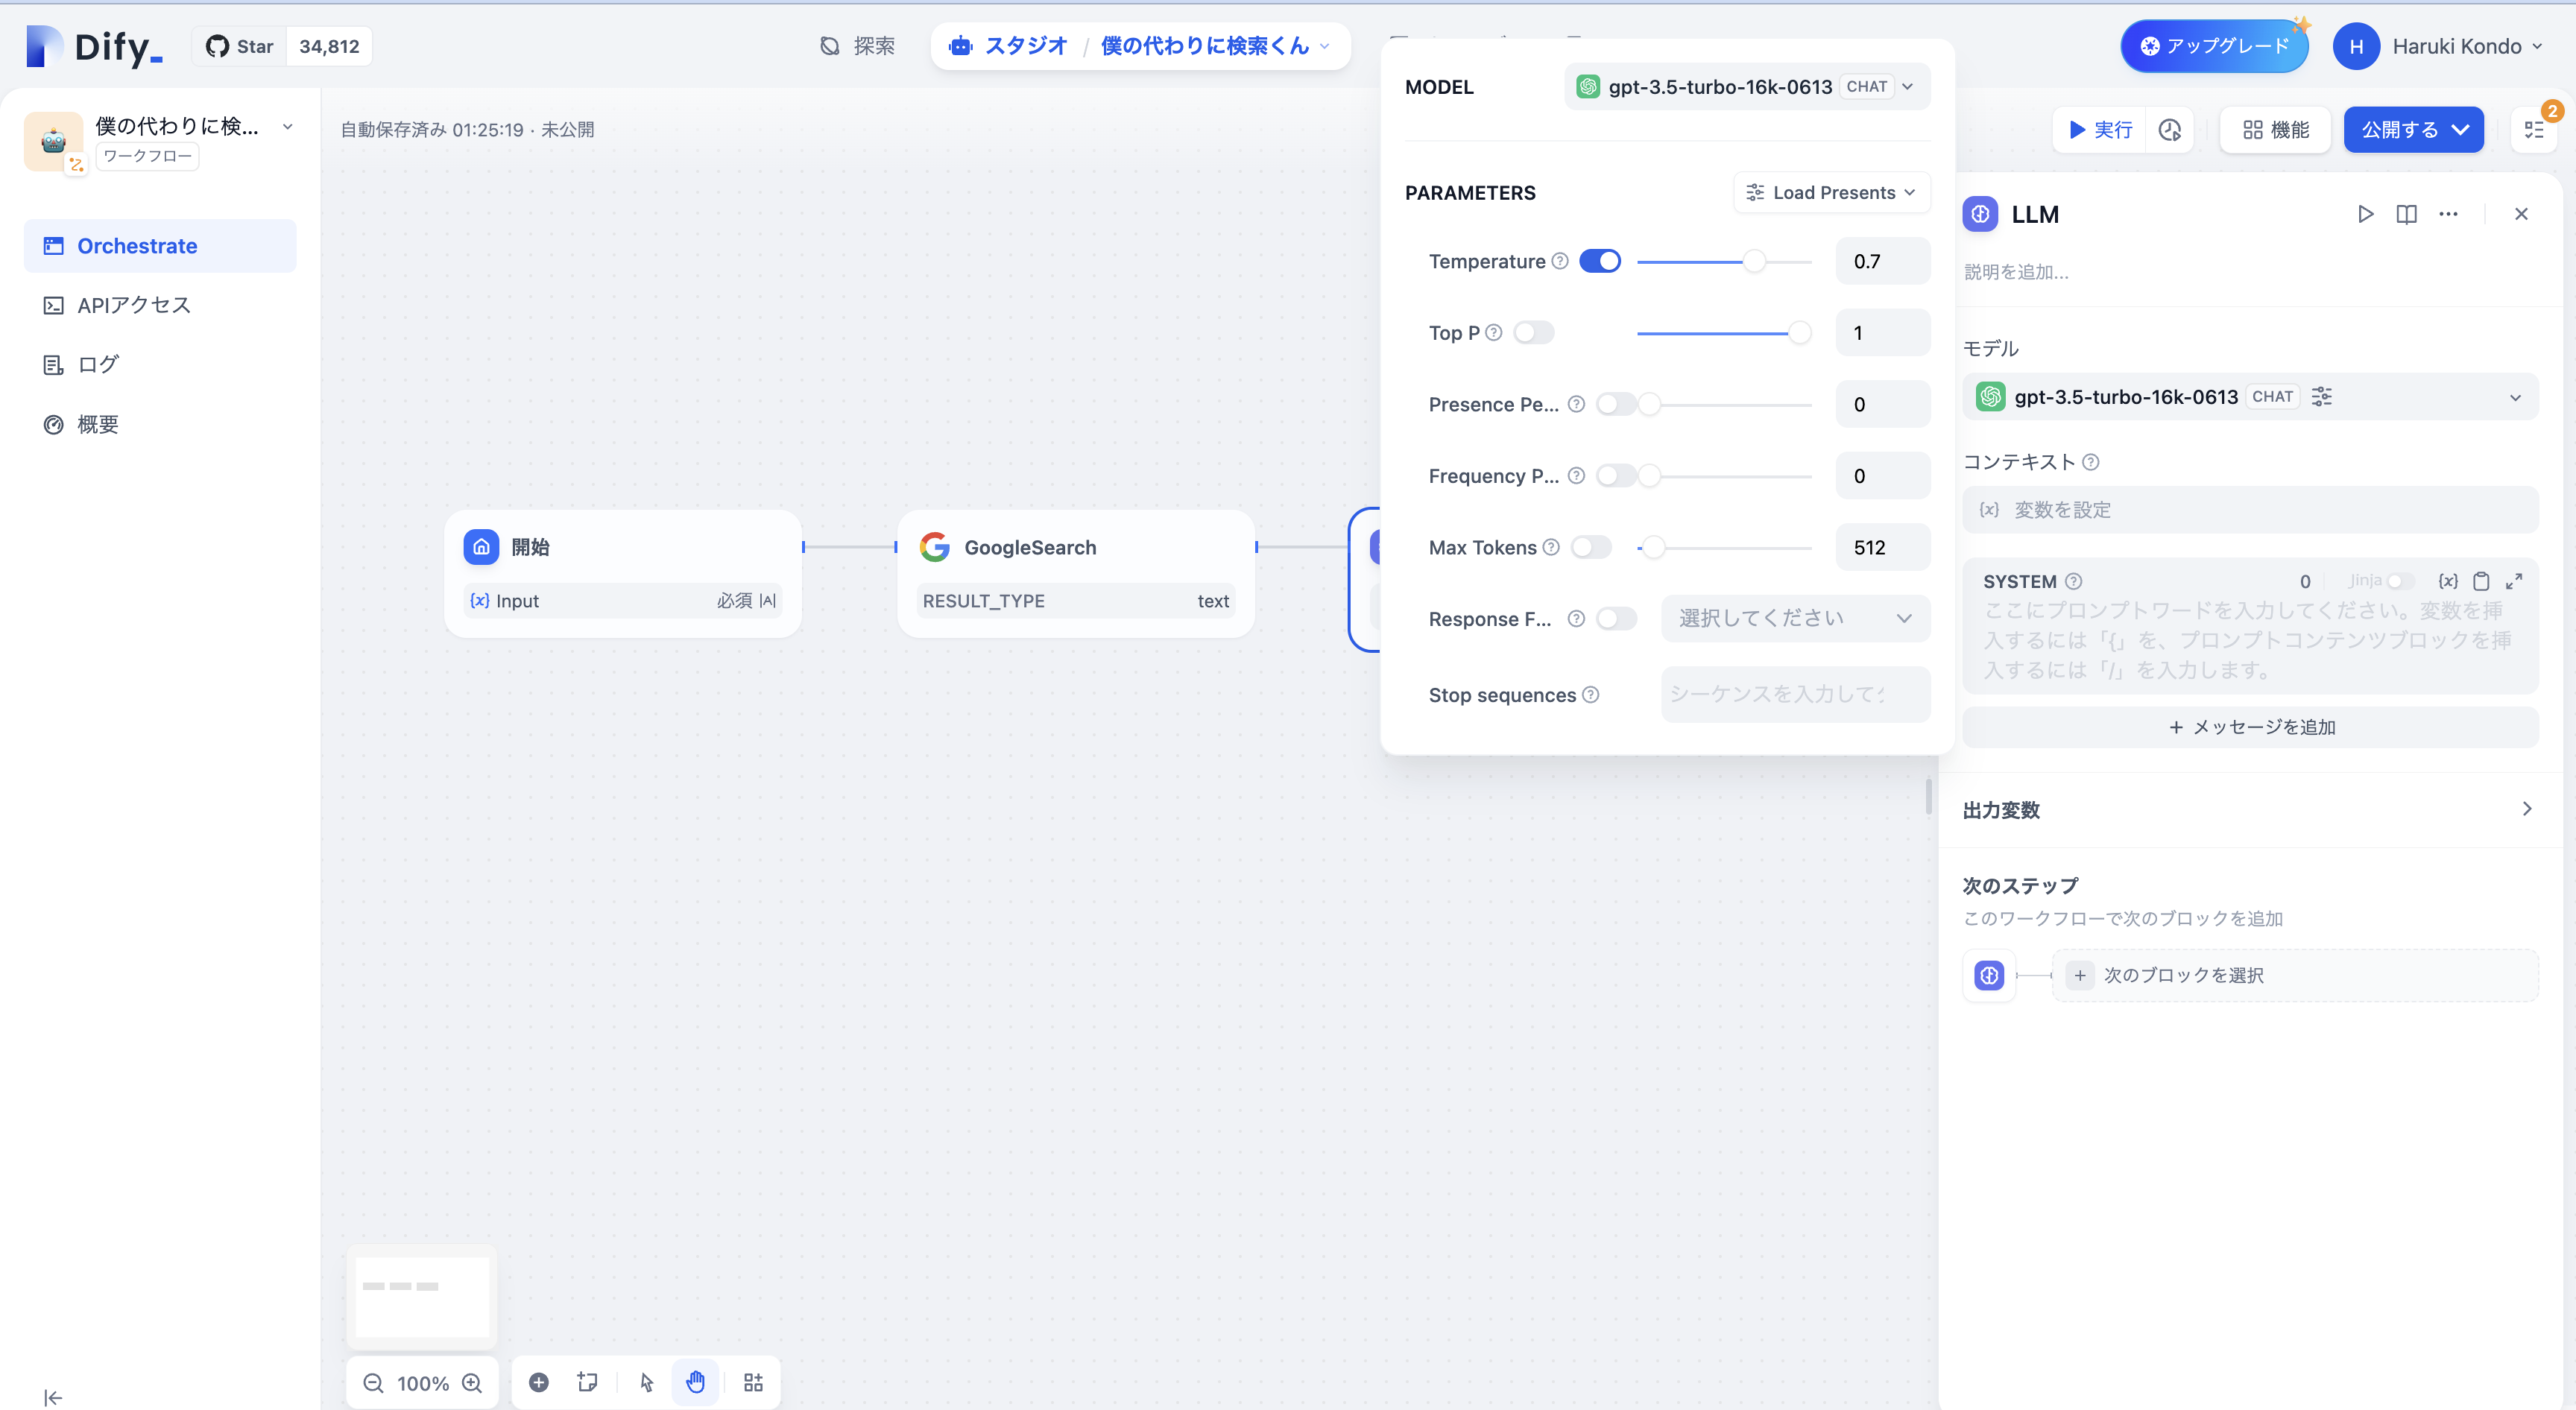 Dify_
Star 34,812
探索
スタジオ / 僕の代わりに検索くん
アップグレード
H
Haruki Kondo
僕の代わりに検...
ワークフロー
Orchestrate
APIアクセス
ログ
概要
自動保存済み 01:25:19 · 未公開
実行
機能
公開する
2
開始
{x} Input 必須
GoogleSearch
RESULT_TYPE text
MODEL
gpt-3.5-turbo-16k-0613 CHAT
PARAMETERS
Load Presents
Temperature 0.7
Top P 1
Presence Pe... 0
Frequency P... 0
Max Tokens 512
Response F... 選択してください
Stop sequences シーケンスを入力して
LLM
説明を追加...
モデル
gpt-3.5-turbo-16k-0613 CHAT
コンテキスト
{x} 変数を設定
SYSTEM 0 Jinja {x}
ここにプロンプトワードを入力してください。変数を挿
入するには「{」を、プロンプトコンテンツブロックを挿
入するには「/」を入力します。
+ メッセージを追加
出力変数
次のステップ
このワークフローで次のブロックを追加
+ 次のブロックを選択
100%